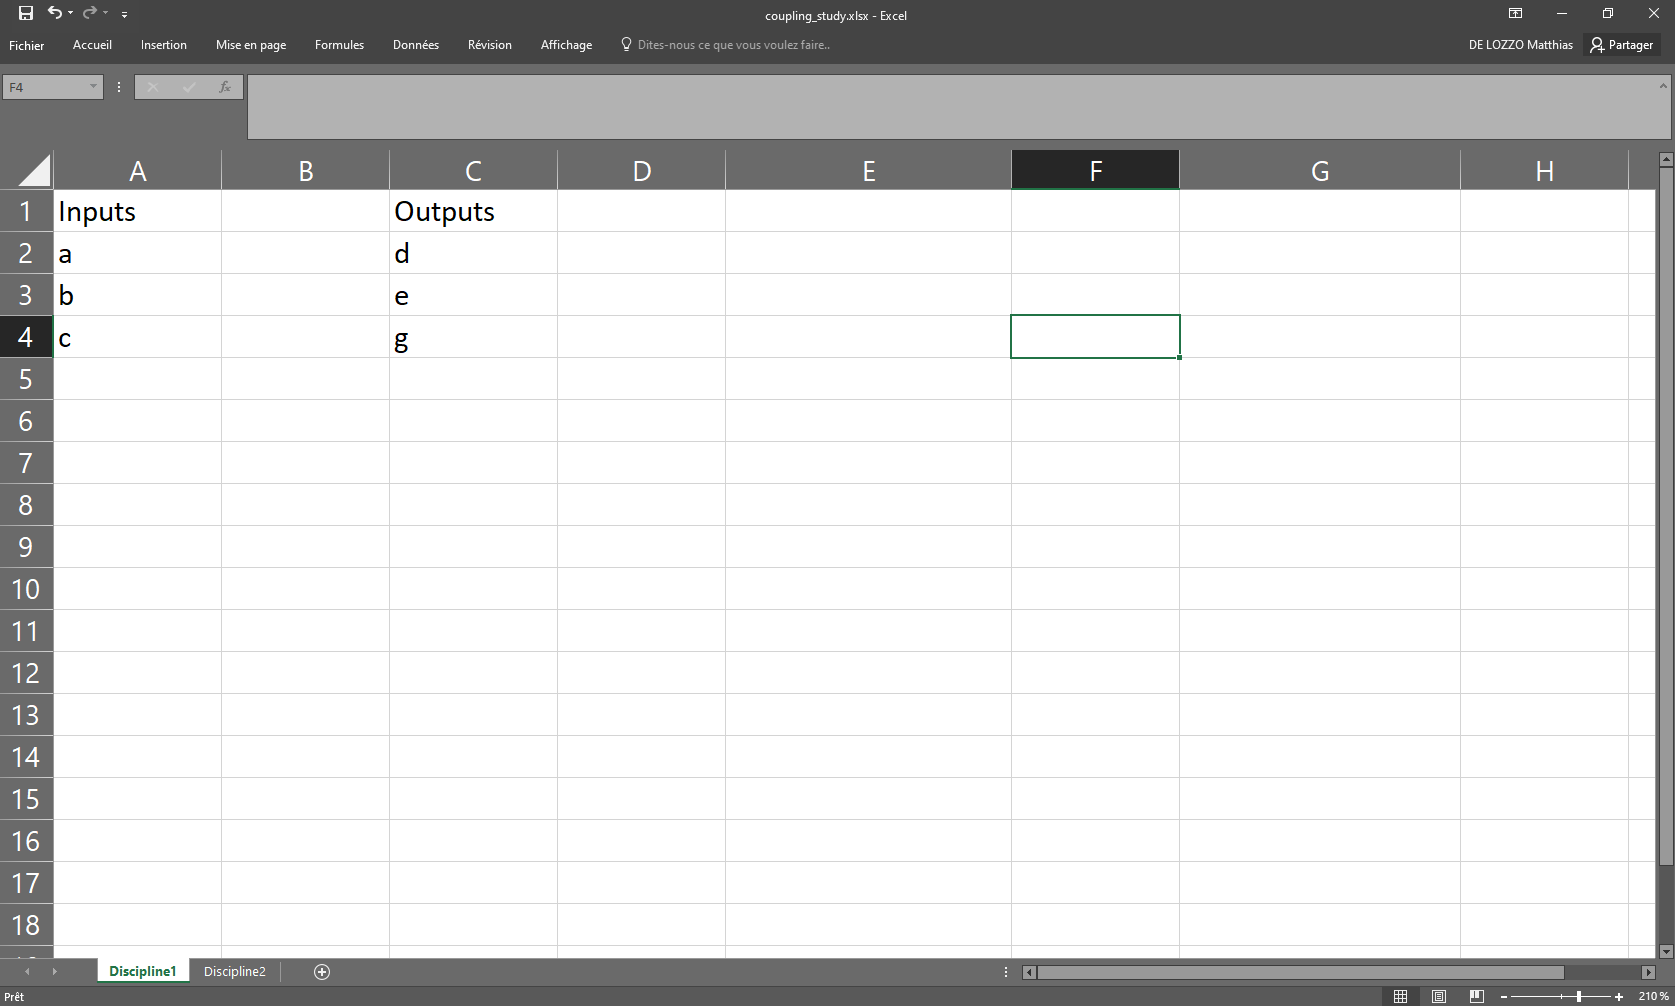 coupling_study.xlsx - Excel
Fichier Accueil Insertion Mise en page Formules Données Révision Affichage Dites-nous ce que vous voulez faire.. DE LOZZO Matthias Partager
F4 fx
A B C D E F G H
1 Inputs Outputs
2 a d
3 b e
4 c g
5
6
7
8
9
10
11
12
13
14
15
16
17
18
Discipline1 Discipline2
Prêt 210 %